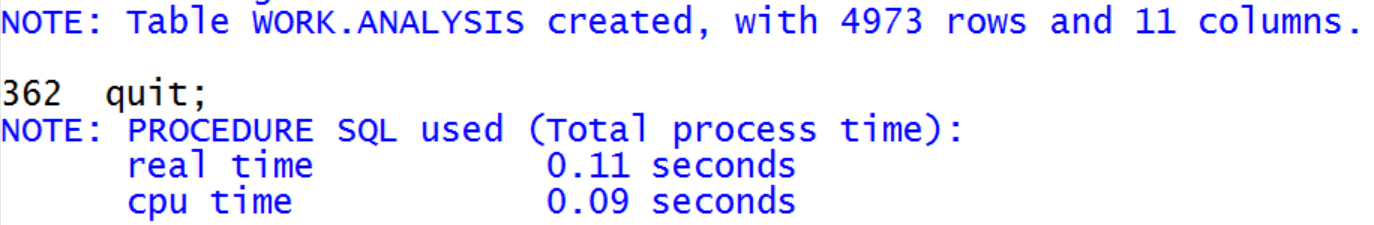 NOTE: Table WORK.ANALYSIS created, with 4973 rows and 11 columns.
362  quit;
NOTE: PROCEDURE SQL used (Total process time):
      real time           0.11 seconds
      cpu time            0.09 seconds